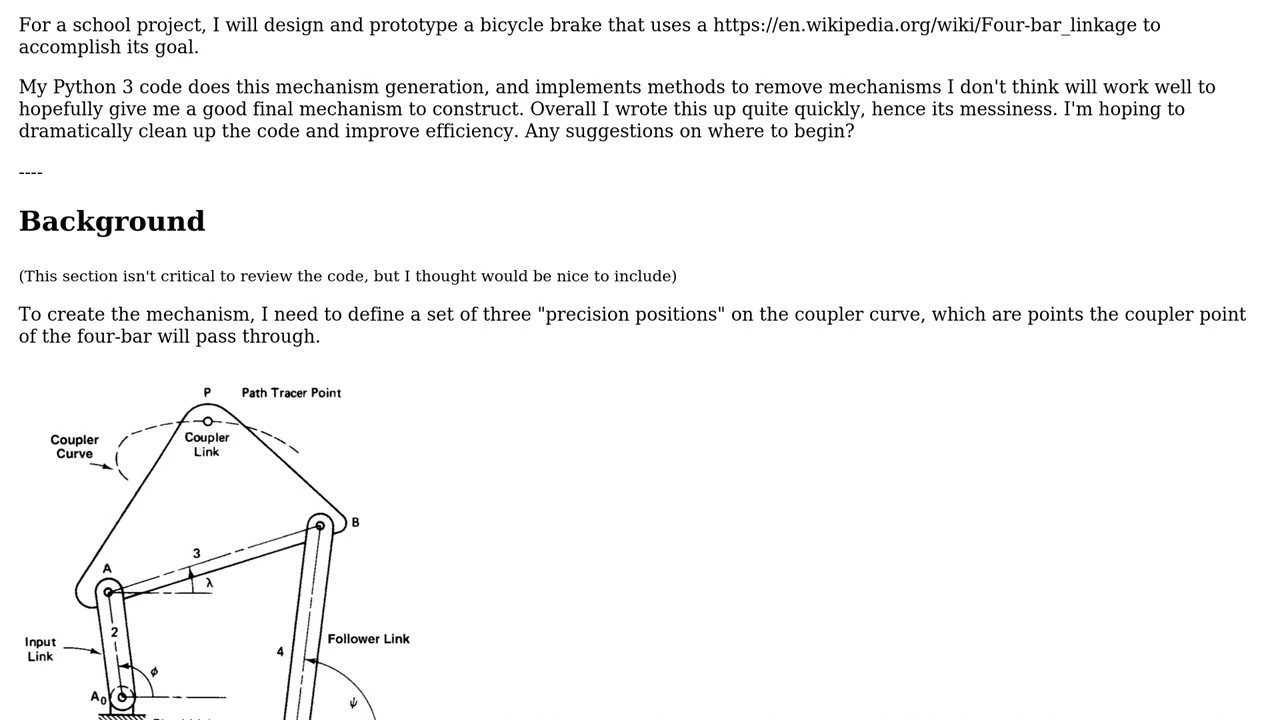 For a school project, I will design and prototype a bicycle brake that uses a https://en.wikipedia.org/wiki/Four-bar_linkage to
accomplish its goal.
My Python 3 code does this mechanism generation, and implements methods to remove mechanisms I don't think will work well to
hopefully give me a good final mechanism to construct. Overall I wrote this up quite quickly, hence its messiness. I'm hoping to
dramatically clean up the code and improve efficiency. Any suggestions on where to begin?
----
Background
(This section isn't critical to review the code, but I thought would be nice to include)
To create the mechanism, I need to define a set of three "precision positions" on the coupler curve, which are points the coupler point
of the four-bar will pass through.
P Path Tracer Point
Coupler
Curve
Coupler
Link
B
3
A
λ
2
Input
Link
Follower Link
4
φ
A0
ψ